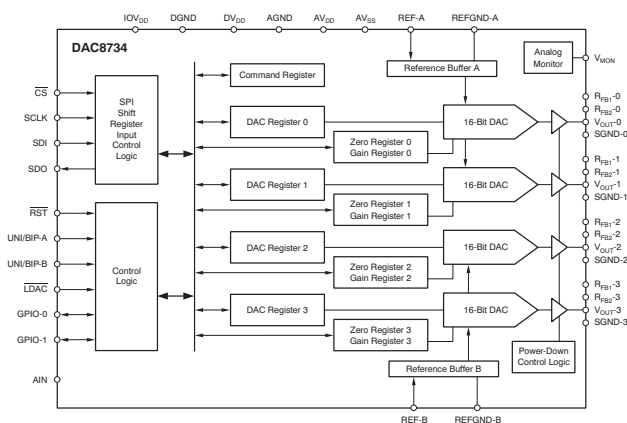 IOVDD DGND DVDD AGND AVDD AVSS REF-A REFGND-A
DAC8734
Analog
Monitor
VMON
Reference Buffer A
Command Register
CS
SCLK
SDI
SDO
SPI
Shift
Register
Input
Control
Logic
DAC Register 0
16-Bit DAC
Zero Register 0
Gain Register 0
RFB1-0
RFB2-0
VOUT-0
SGND-0
DAC Register 1
16-Bit DAC
Zero Register 1
Gain Register 1
RFB1-1
RFB2-1
VOUT-1
SGND-1
RST
UNI/BIP-A
UNI/BIP-B
LDAC
GPIO-0
GPIO-1
Control
Logic
DAC Register 2
16-Bit DAC
Zero Register 2
Gain Register 2
RFB1-2
RFB2-2
VOUT-2
SGND-2
DAC Register 3
16-Bit DAC
Zero Register 3
Gain Register 3
RFB1-3
RFB2-3
VOUT-3
SGND-3
Power-Down
Control Logic
Reference Buffer B
AIN
REF-B REFGND-B